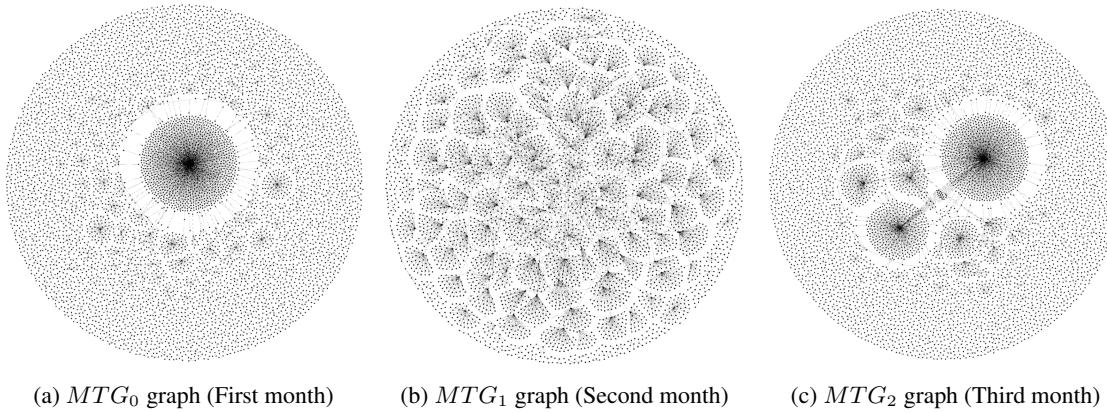 (a) MTG₀ graph (First month) (b) MTG₁ graph (Second month) (c) MTG₂ graph (Third month)